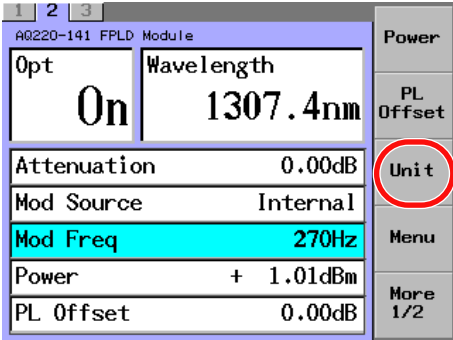 1 2 3
AQ220-141 FPLD Module
Opt
On
Wavelength
1307.4nm
Attenuation 0.00dB
Mod Source Internal
Mod Freq 270Hz
Power + 1.01dBm
PL Offset 0.00dB
Power
PL
Offset
Unit
Menu
More
1/2